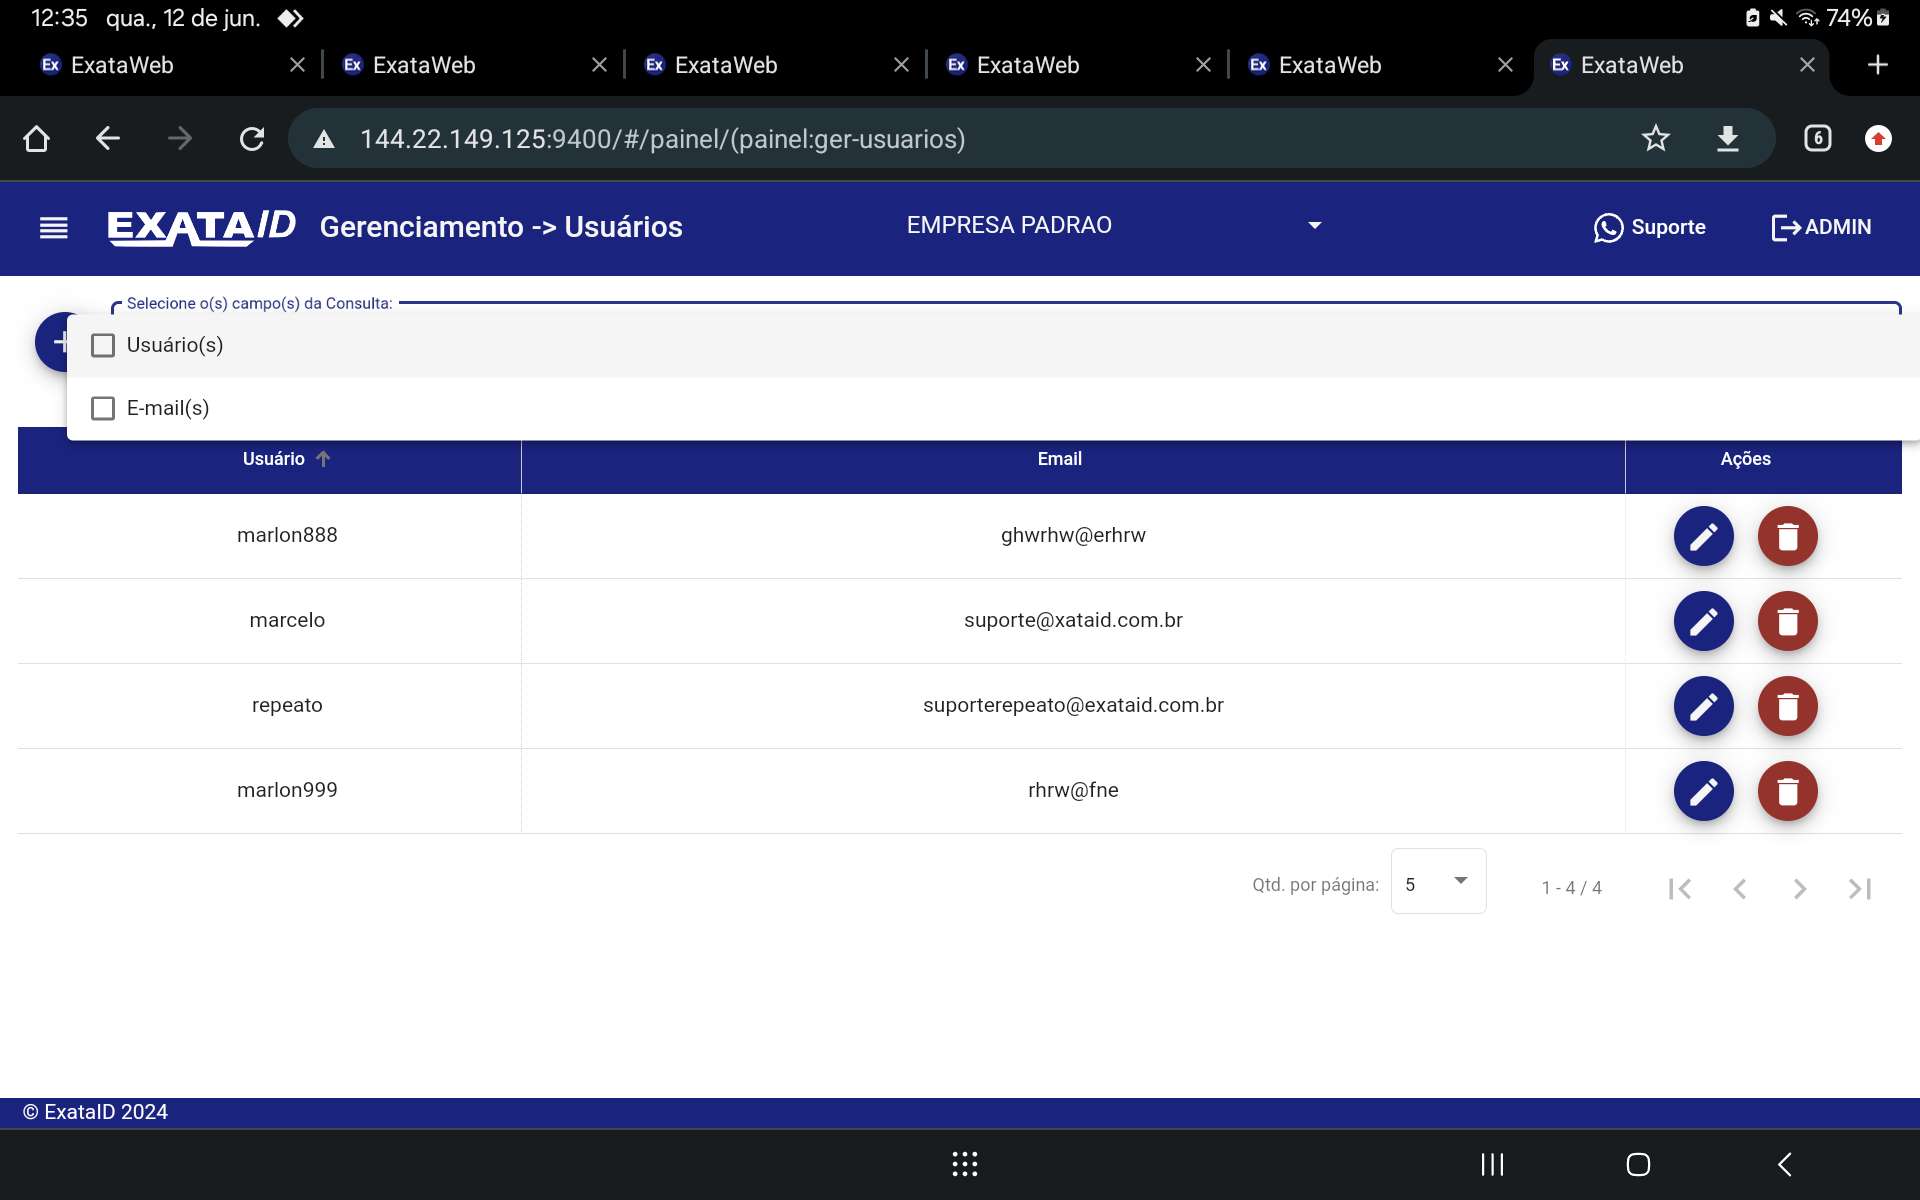 12:35 qua., 12 de jun. 74%
Ex ExataWeb Ex ExataWeb Ex ExataWeb Ex ExataWeb Ex ExataWeb Ex ExataWeb
144.22.149.125:9400/#/painel/(painel:ger-usuarios) 6
EXATAID Gerenciamento -> Usuários EMPRESA PADRAO Suporte ADMIN
Selecione o(s) campo(s) da Consulta:
Usuário(s)
E-mail(s)
Usuário Email Ações
marlon888 ghwrhw@erhrw
marcelo suporte@xataid.com.br
repeato suporterepeato@exataid.com.br
marlon999 rhrw@fne
Qtd. por página: 5 1 - 4 / 4
© ExataID 2024